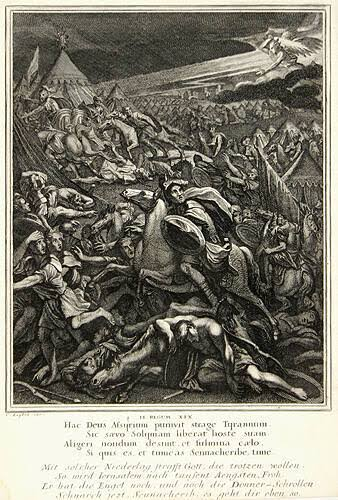 II REGUM XIX.
Hac Deus Assyrium punivit strage Tyrannum.
Sic sævo Solymam liberat hoste suam.
Aligeri nondum desunt et fulmina cælo.
Si quis es, et tumeas Sennacheribe, time.
Mit solcher Niederlag strafft Gott, die trotzen wollen.
So wird Jerusalem nach tausent Aengsten, Froh.
Er hat die Engel noch, und noch die Donner-Schrollen
Schnarch jezt, Sennacherib, es geht dir eben so.